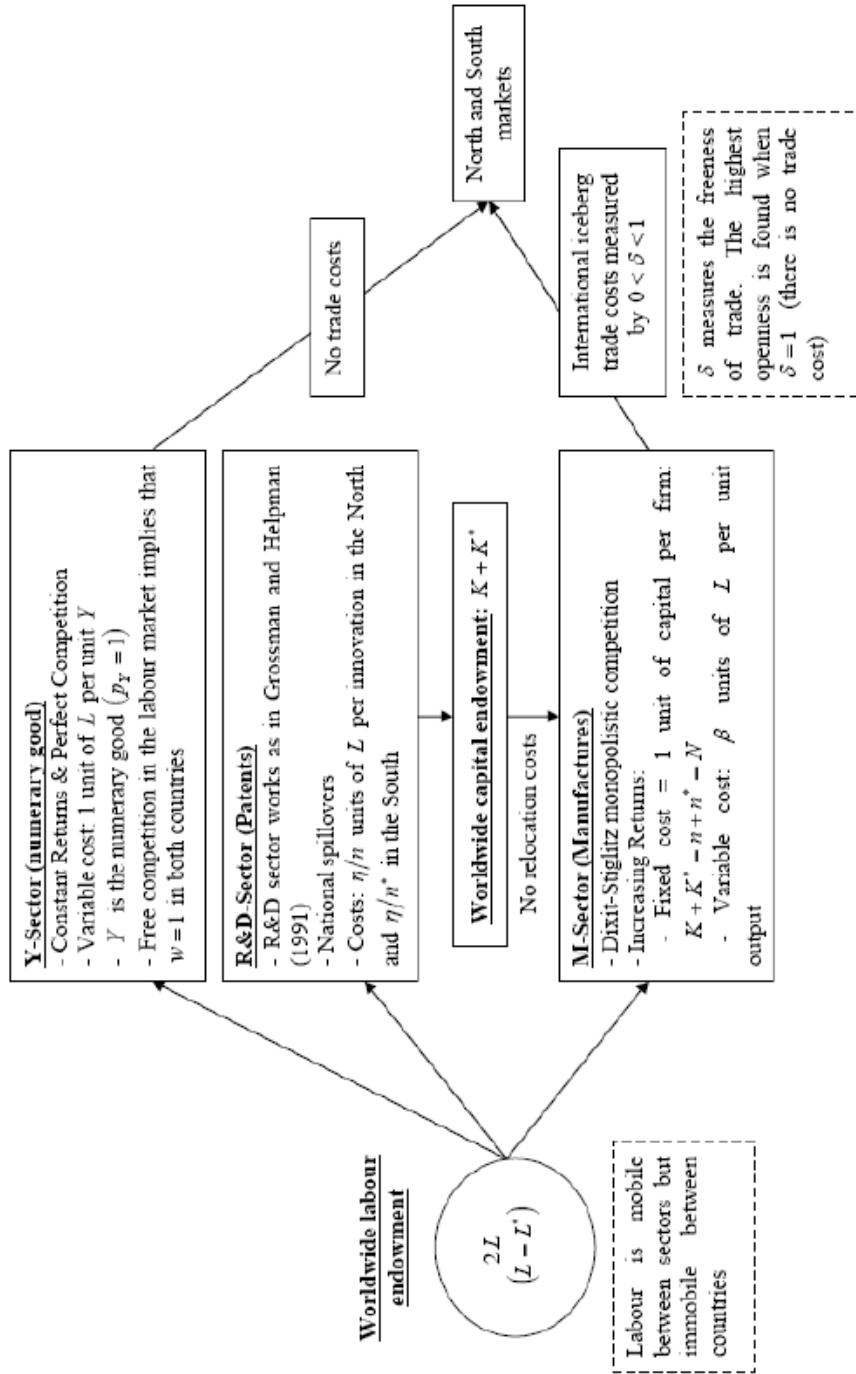 Worldwide labour
endowment
2L
(L − L*)
Labour is mobile
between sectors but
immobile between
countries
Y-Sector (numerary good)
- Constant Returns & Perfect Competition
- Variable cost 1 unit of L per unit Y
- Y is the numerary good (p_Y = 1)
- Free competition in the labour market implies that
w = 1 in both countries
R&D-Sector (Patents)
- R&D sector works as in Grossman and Helpman
(1991)
- National spillovers
- Costs: η/n units of L per innovation in the North
and η/n* in the South
Worldwide capital endowment: K + K*
No relocation costs
M-Sector (Manufactures)
- Dixit-Stiglitz monopolistic competition
- Increasing Returns:
- Fixed cost = 1 unit of capital per firm:
K + K* − n + n* − N
- Variable cost: β units of L per unit
output
No trade costs
International iceberg
trade costs measured
by 0 < δ < 1
North and South
markets
δ measures the freeness
of trade. The highest
openness is found when
δ = 1 (there is no trade
cost)